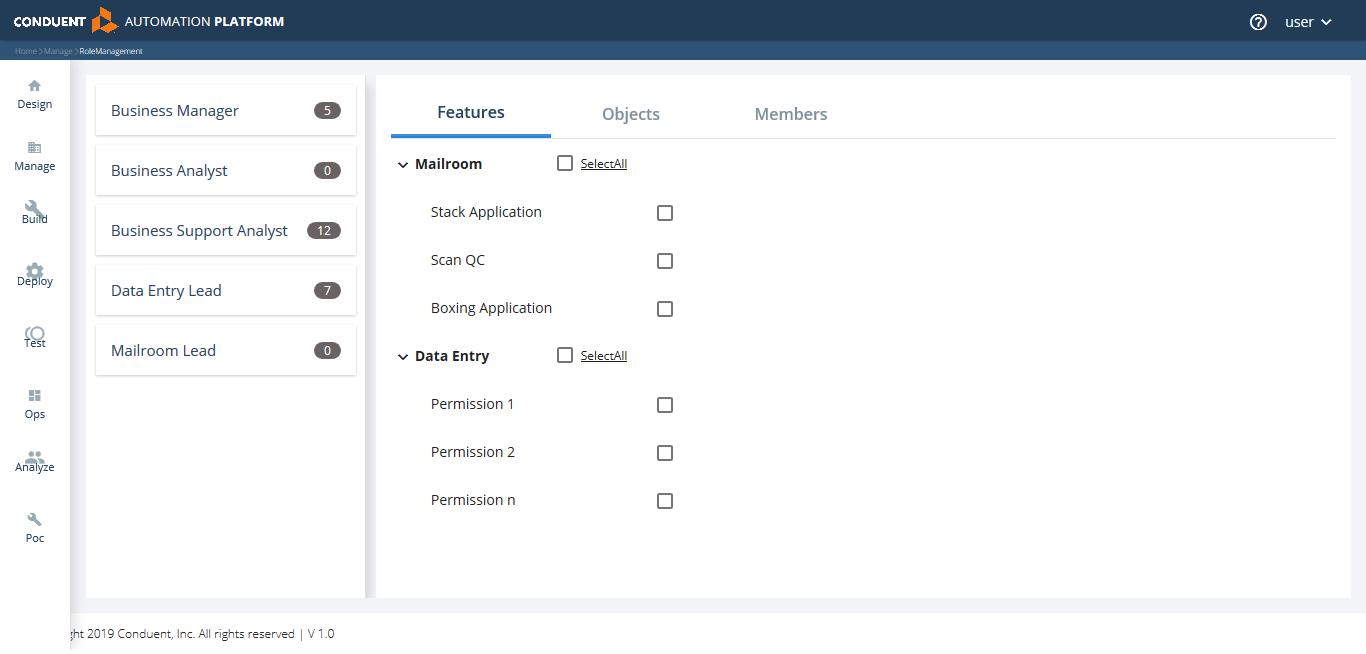 CONDUENT AUTOMATION PLATFORM
user
Home > Manage > RoleManagement
Design
Manage
Build
Deploy
Test
Ops
Analyze
Poc
Business Manager 5
Business Analyst 0
Business Support Analyst 12
Data Entry Lead 7
Mailroom Lead 0
Features Objects Members
Mailroom SelectAll
Stack Application
Scan QC
Boxing Application
Data Entry SelectAll
Permission 1
Permission 2
Permission n
ght 2019 Conduent, Inc. All rights reserved | V 1.0